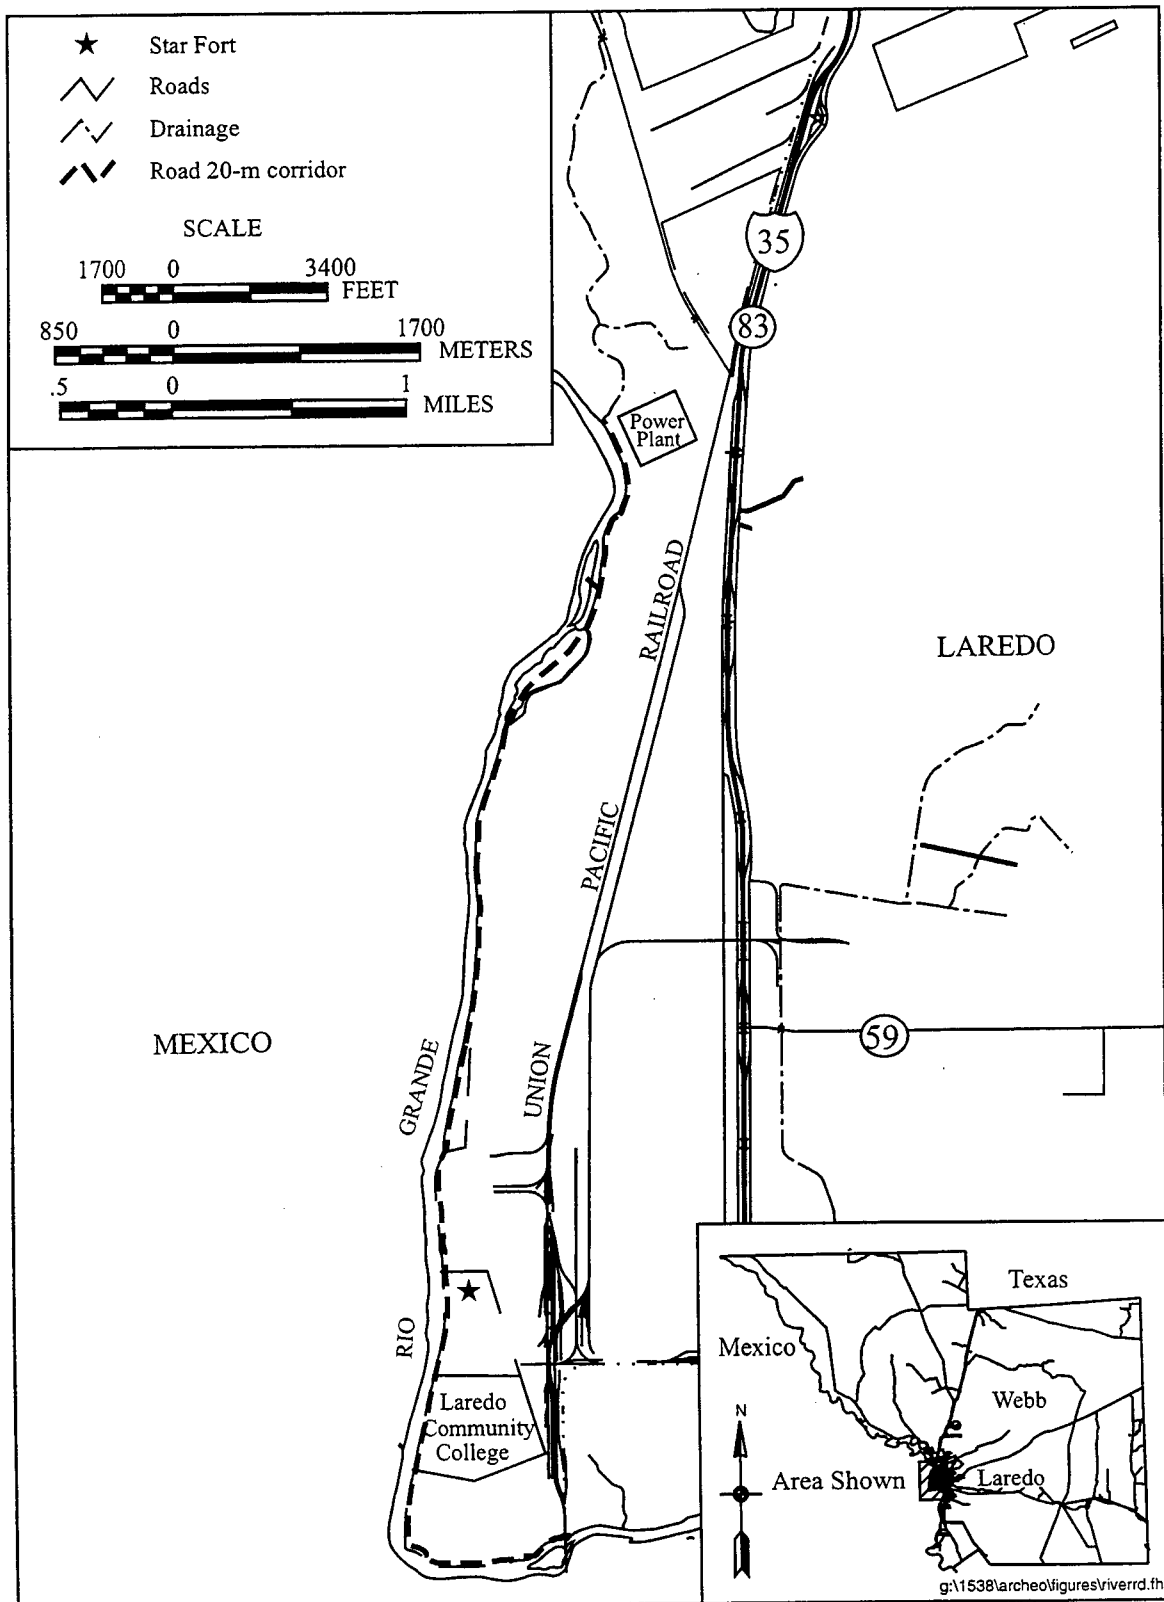 Star Fort
Roads
Drainage
Road 20-m corridor
SCALE
1700 0 3400
FEET
850 0 1700
METERS
.5 0 1
MILES
35
83
Power
Plant
RAILROAD
LAREDO
PACIFIC
MEXICO
GRANDE
UNION
59
RIO
Laredo
Community
College
Texas
Mexico
Webb
N
Area Shown
Laredo
g:\1538\archeo\figures\riverrd.fh